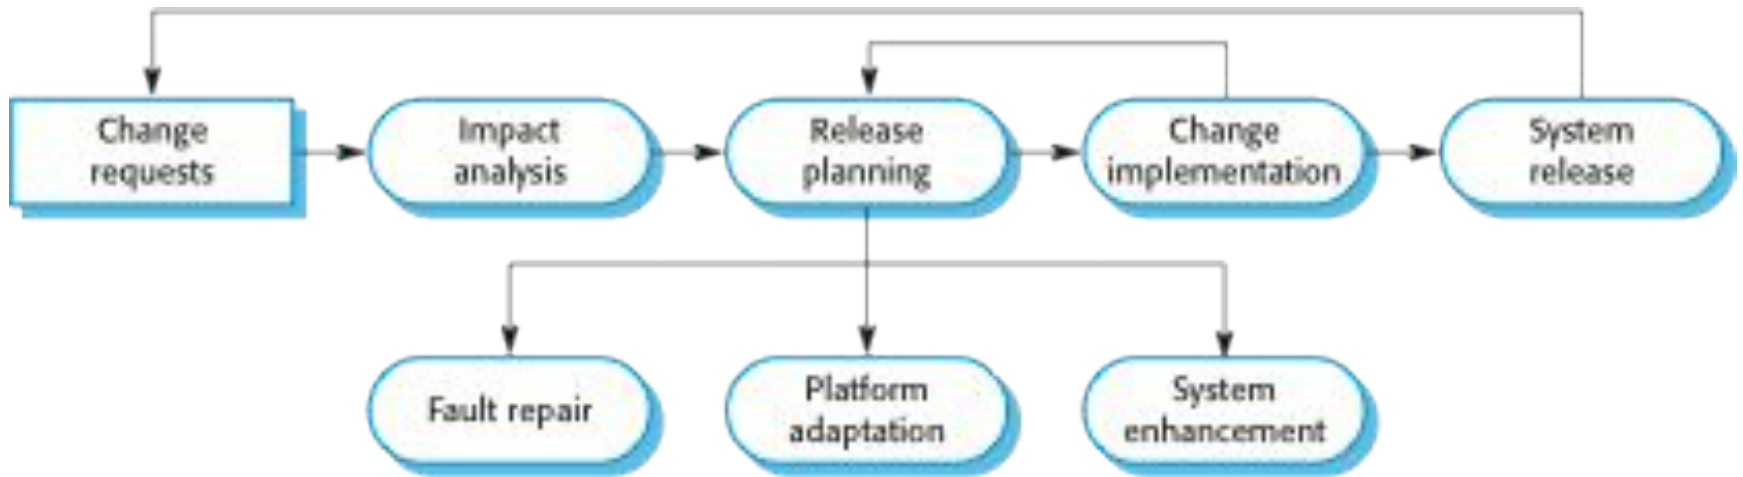 Change
requests
Impact
analysis
Release
planning
Change
implementation
System
release
Fault repair
Platform
adaptation
System
enhancement